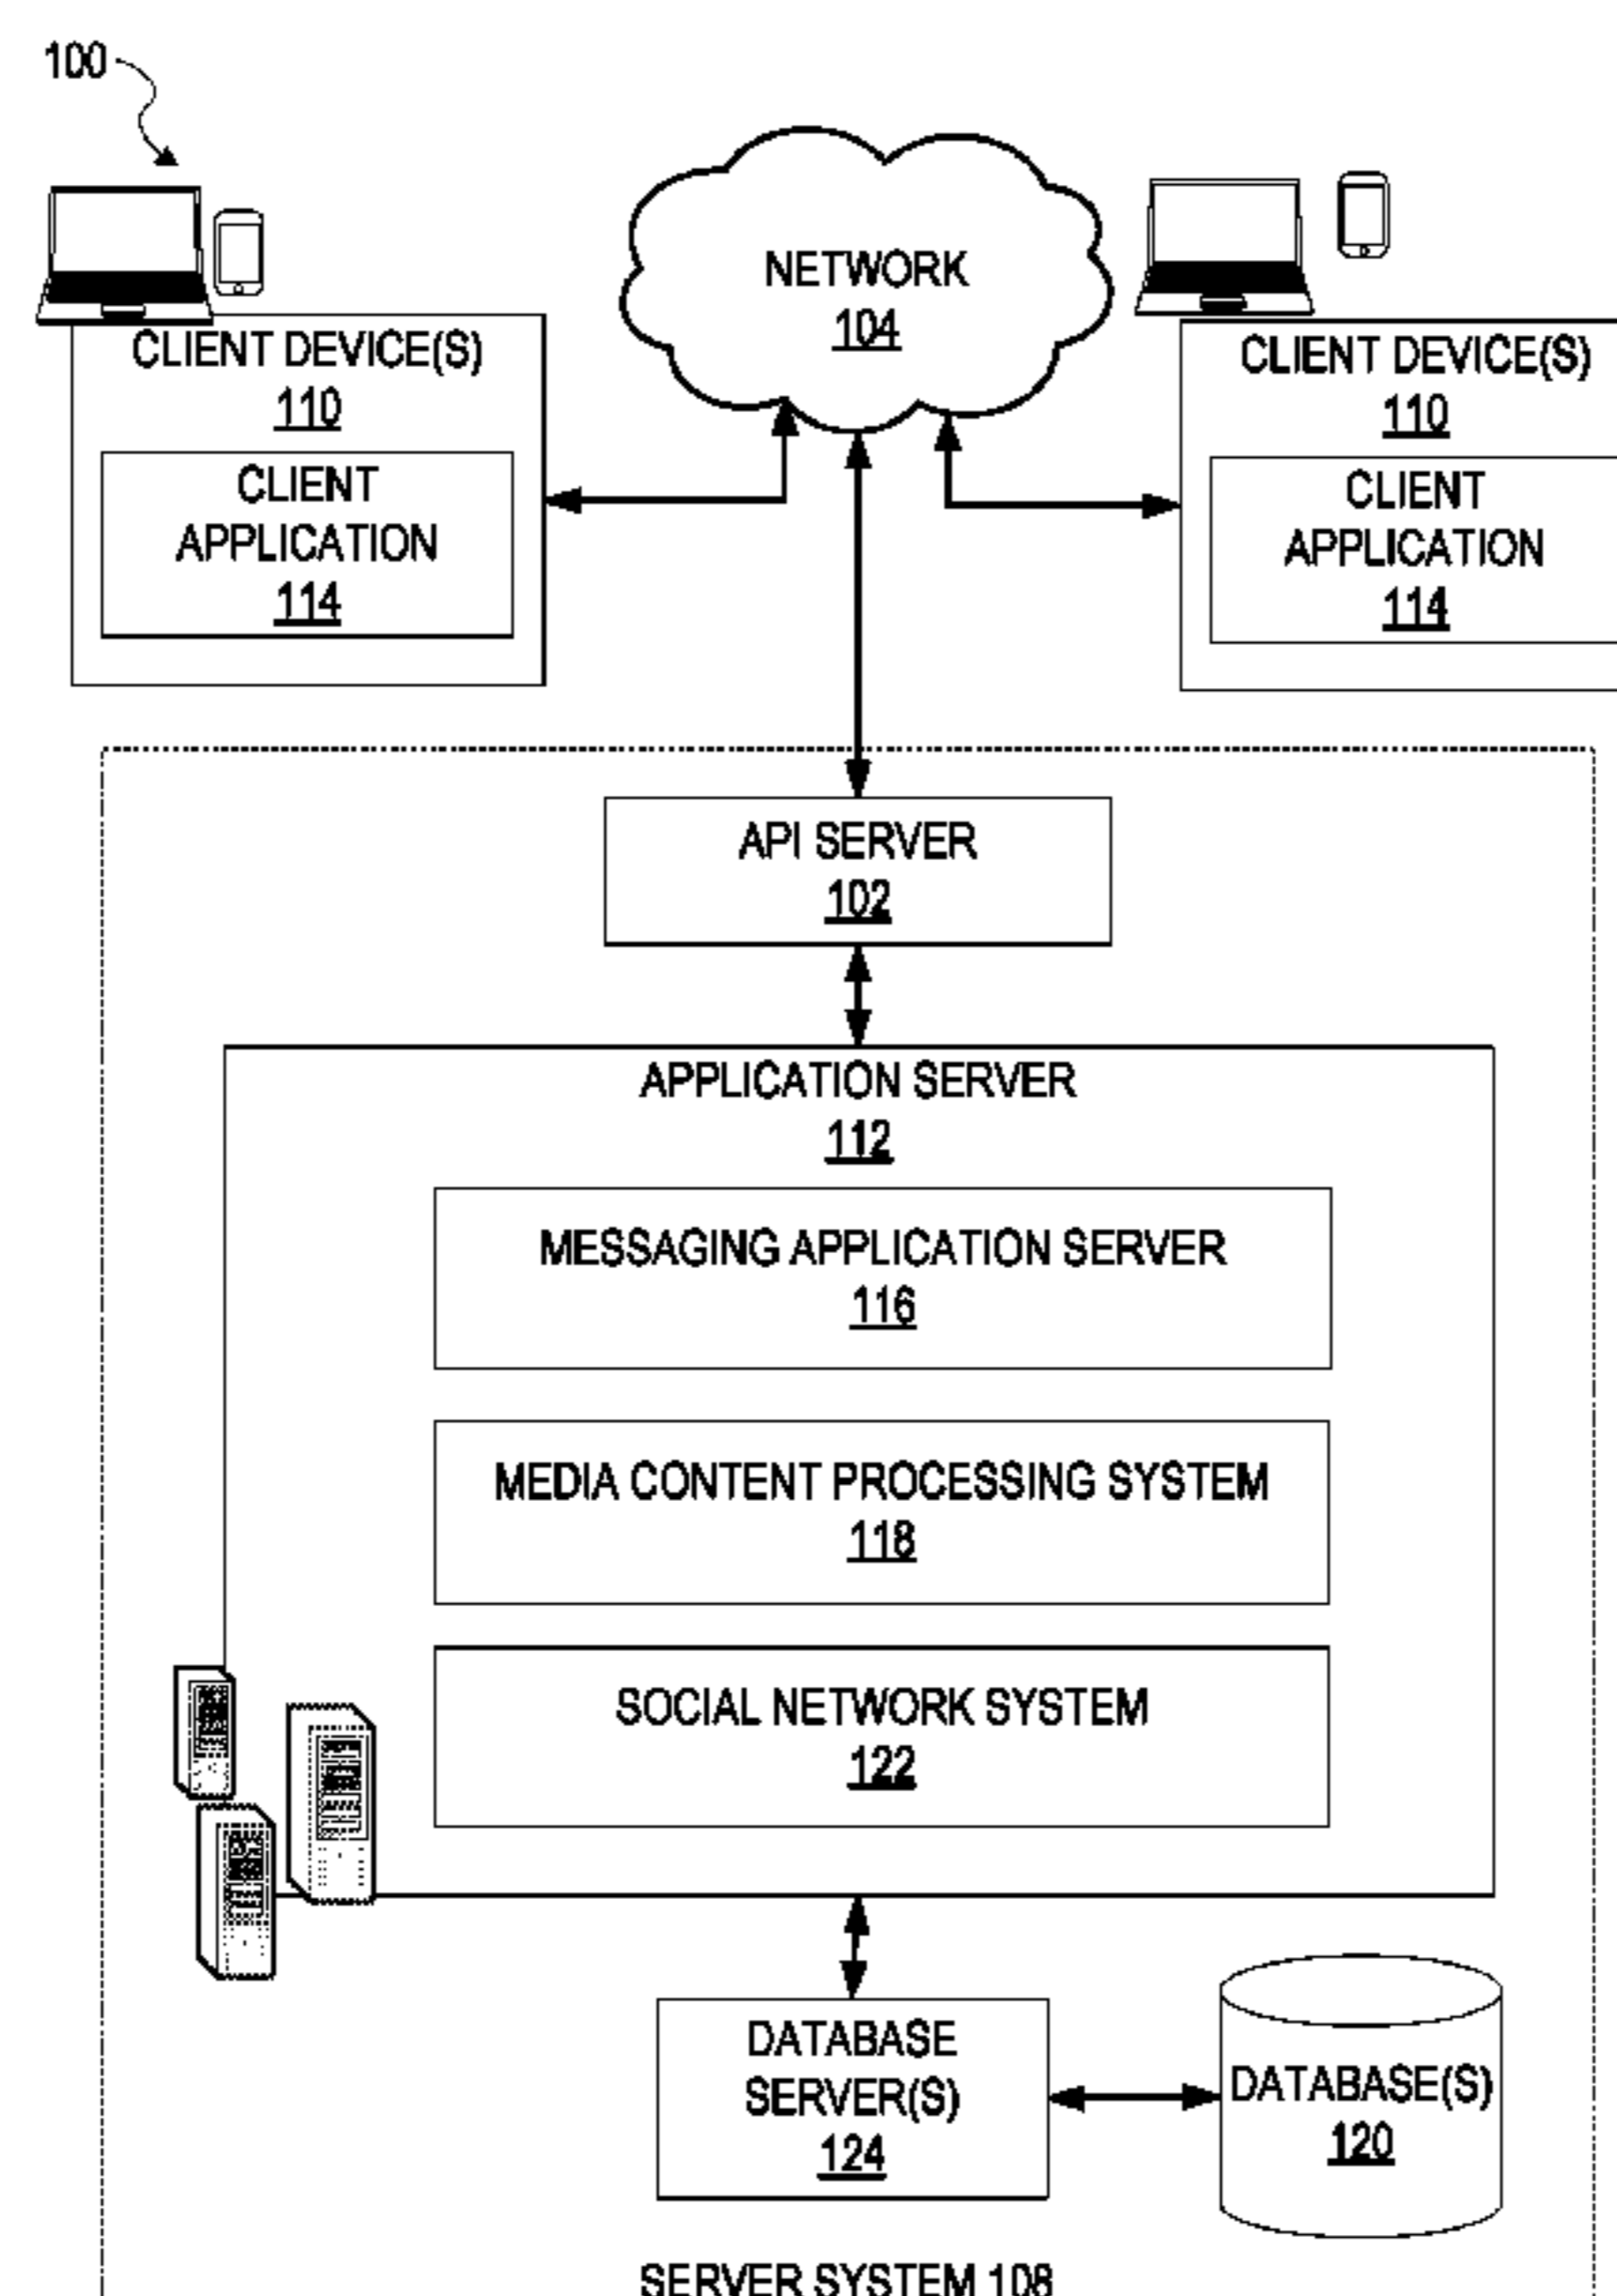 100
NETWORK
104
CLIENT DEVICE(S)
110
CLIENT
APPLICATION
114
CLIENT DEVICE(S)
110
CLIENT
APPLICATION
114
API SERVER
102
APPLICATION SERVER
112
MESSAGING APPLICATION SERVER
116
MEDIA CONTENT PROCESSING SYSTEM
118
SOCIAL NETWORK SYSTEM
122
DATABASE
SERVER(S)
124
DATABASE(S)
120
SERVER SYSTEM 108